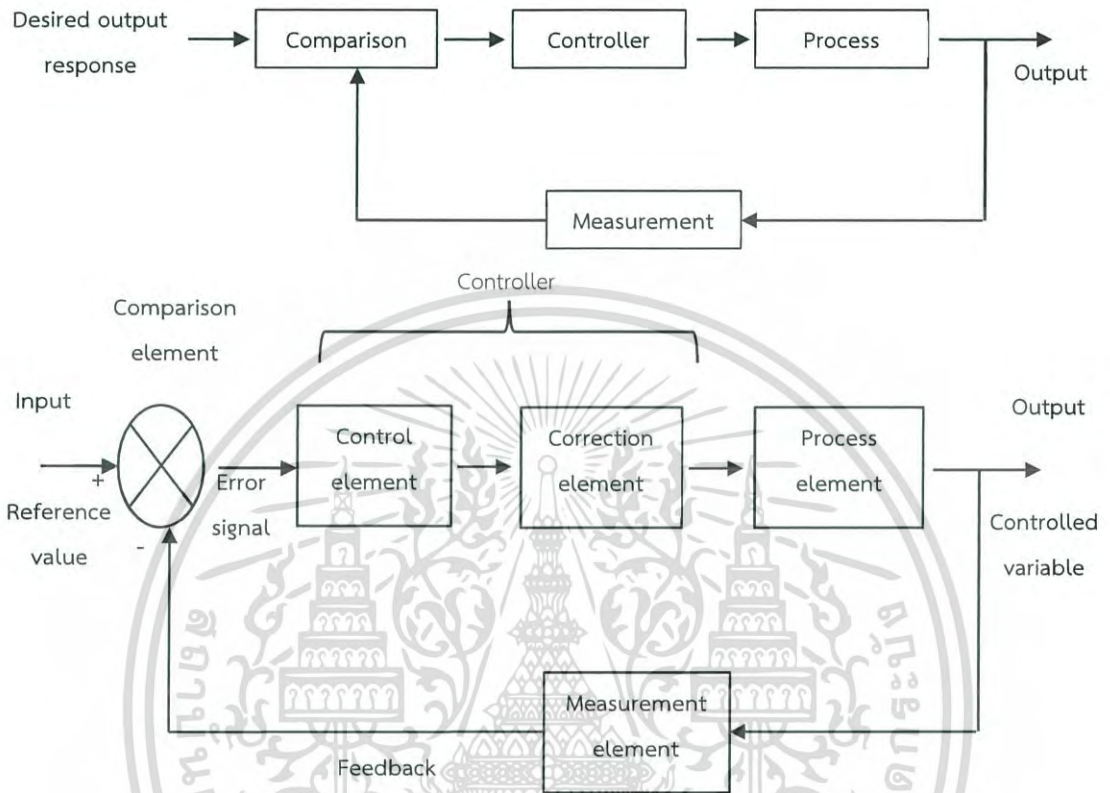 Desired output
response
Comparison
Controller
Process
Output
Measurement
Controller
Comparison
element
Input
+
Reference
value
-
Error
signal
Control
element
Correction
element
Process
element
Output
Controlled
variable
Measurement
element
Feedback